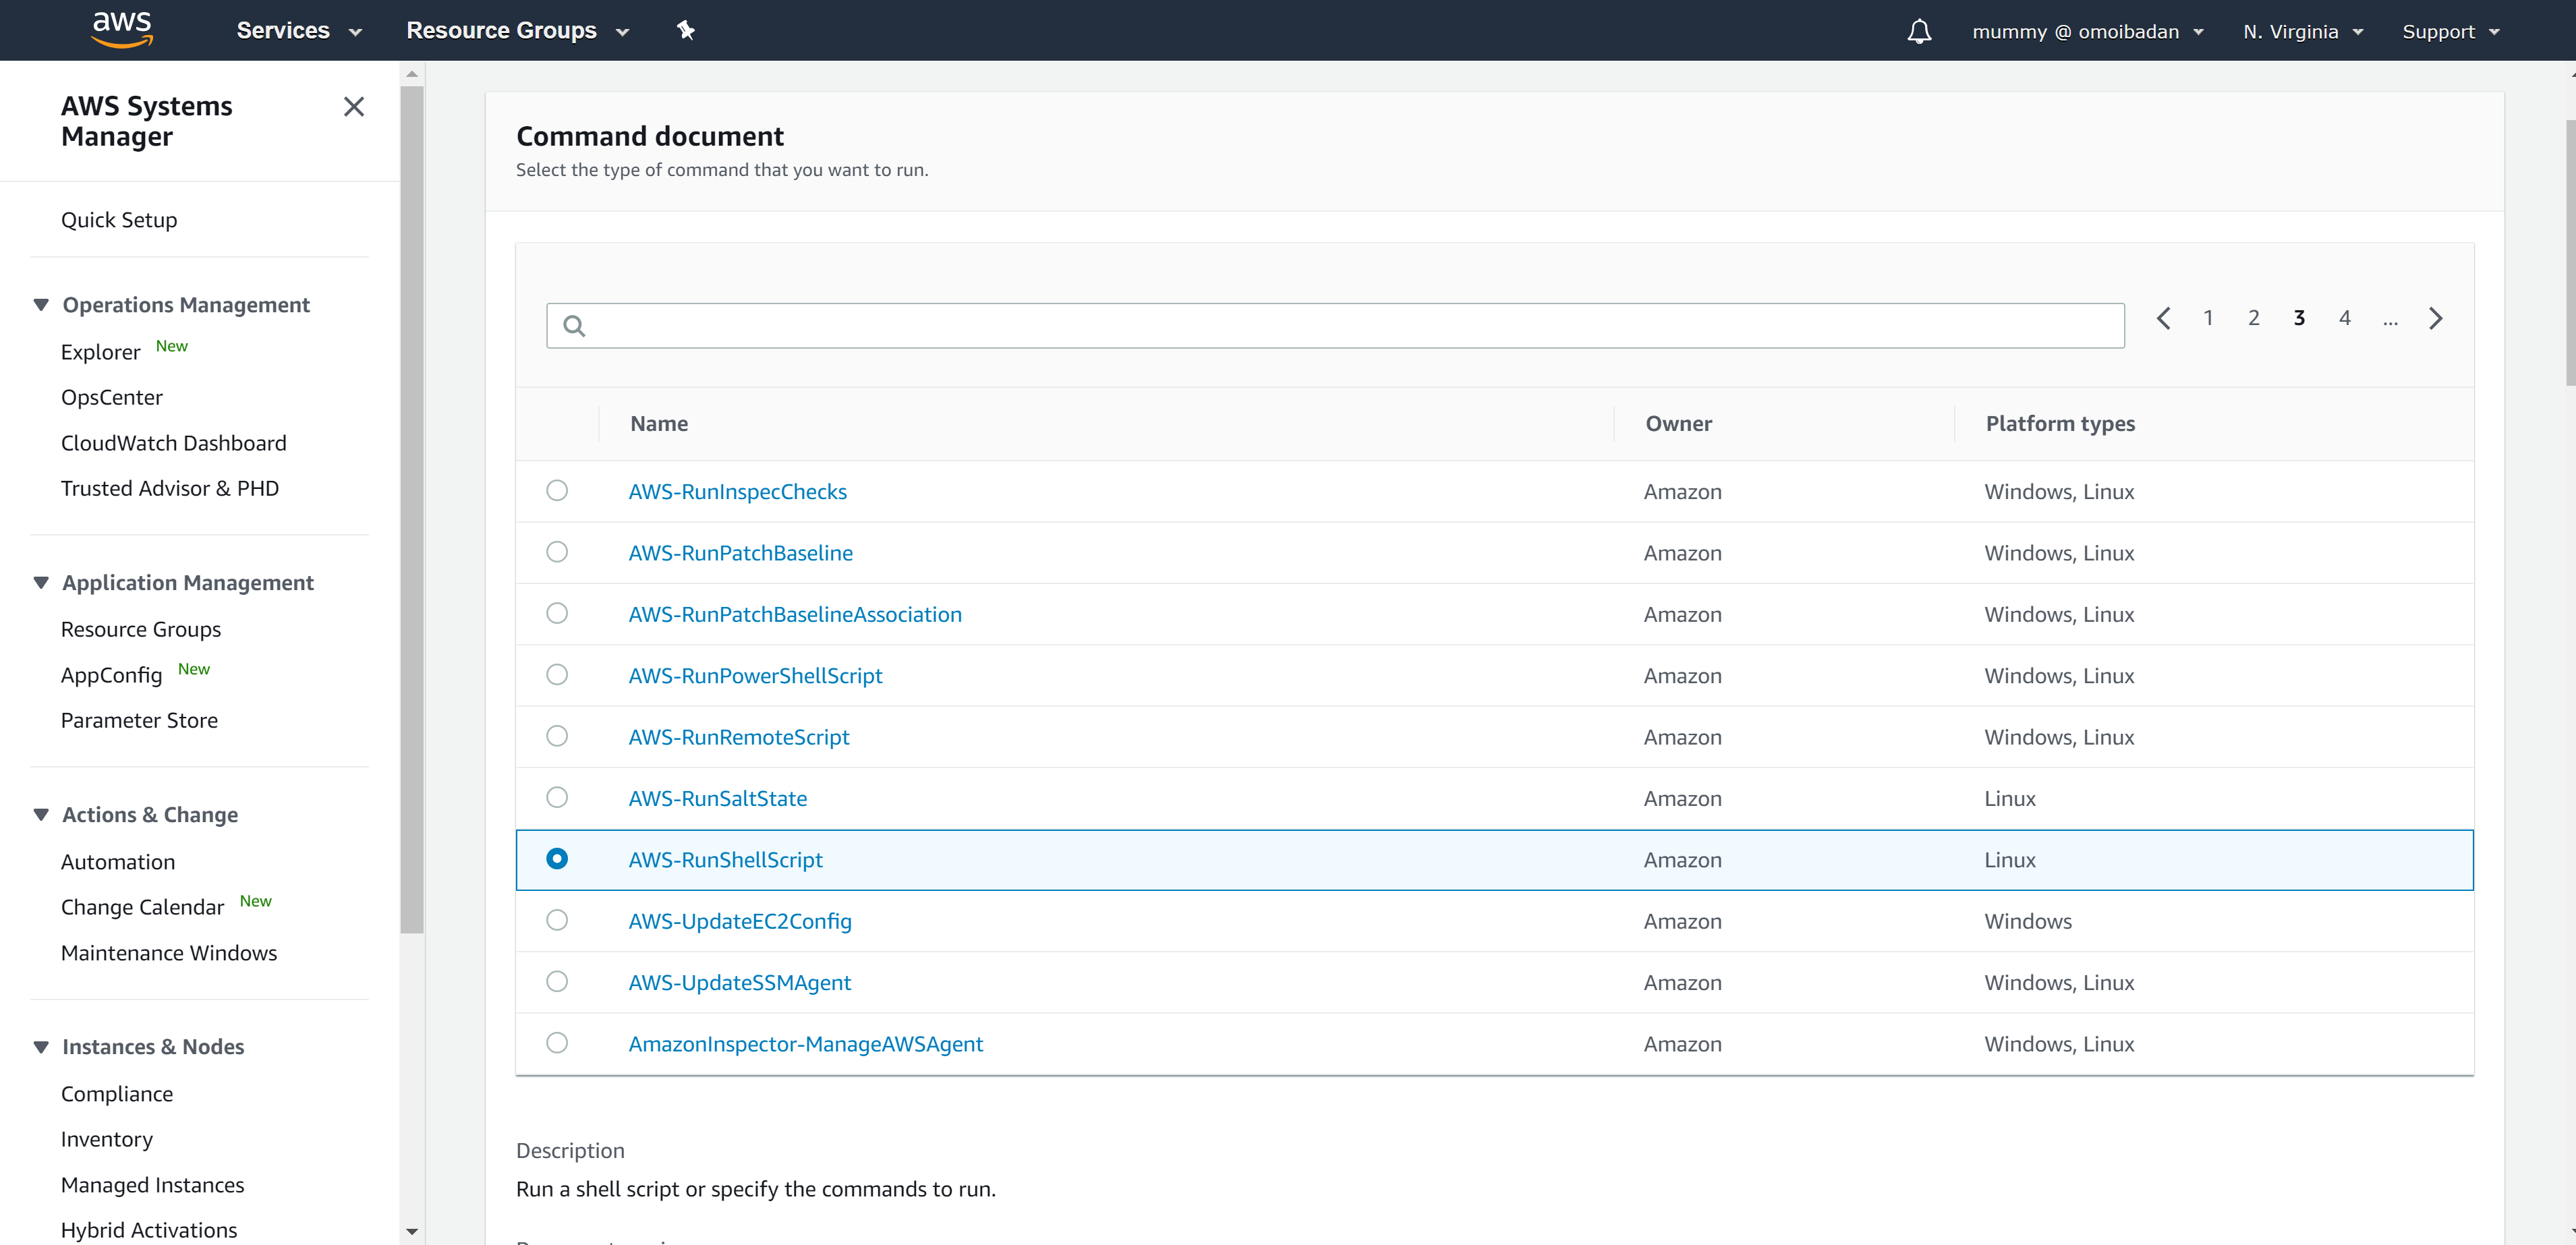 aws Services Resource Groups mummy @ omoibadan N. Virginia Support
AWS Systems
Manager
Quick Setup
Operations Management
Explorer New
OpsCenter
CloudWatch Dashboard
Trusted Advisor & PHD
Application Management
Resource Groups
AppConfig New
Parameter Store
Actions & Change
Automation
Change Calendar New
Maintenance Windows
Instances & Nodes
Compliance
Inventory
Managed Instances
Hybrid Activations
Command document
Select the type of command that you want to run.
1 2 3 4 ...
Name Owner Platform types
AWS-RunInspecChecks Amazon Windows, Linux
AWS-RunPatchBaseline Amazon Windows, Linux
AWS-RunPatchBaselineAssociation Amazon Windows, Linux
AWS-RunPowerShellScript Amazon Windows, Linux
AWS-RunRemoteScript Amazon Windows, Linux
AWS-RunSaltState Amazon Linux
AWS-RunShellScript Amazon Linux
AWS-UpdateEC2Config Amazon Windows
AWS-UpdateSSMAgent Amazon Windows, Linux
AmazonInspector-ManageAWSAgent Amazon Windows, Linux
Description
Run a shell script or specify the commands to run.